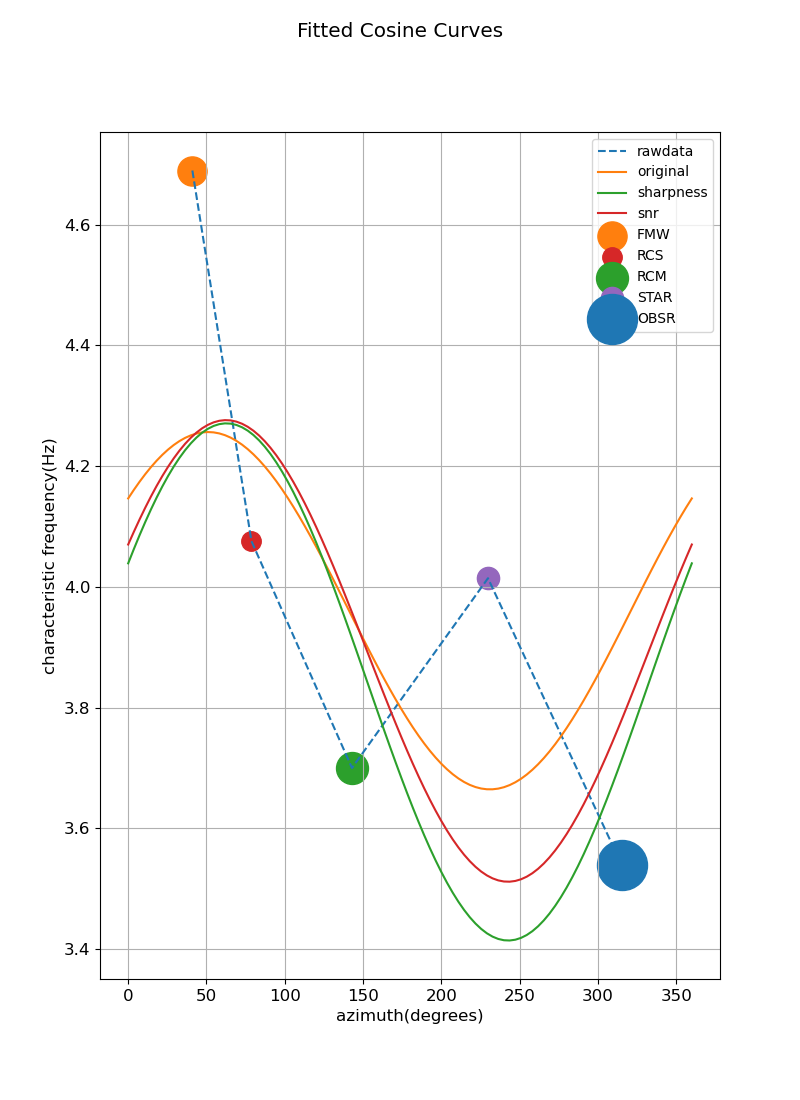 Fitted Cosine Curves
rawdata
original
sharpness
snr
FMW
RCS
RCM
STAR
OBSR
4.6
4.4
4.2
4.0
3.8
3.6
3.4
characteristic frequency(Hz)
0 50 100 150 200 250 300 350
azimuth(degrees)